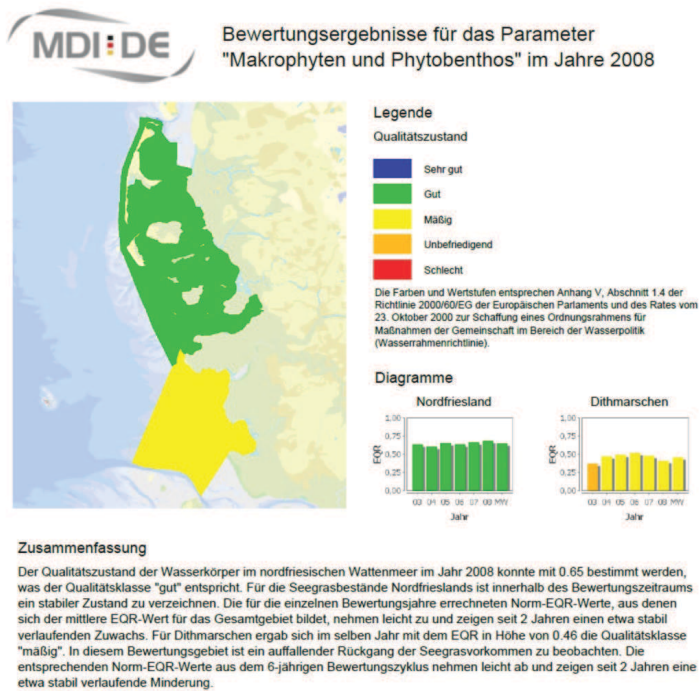 MDI:DE
Bewertungsergebnisse für das Parameter
"Makrophyten und Phytobenthos" im Jahre 2008
Legende
Qualitätszustand
Sehr gut
Gut
Mäßig
Unbefriedigend
Schlecht
Die Farben und Wertstufen entsprechen Anhang V, Abschnitt 1.4 der
Richtlinie 2000/60/EG der Europäischen Parlaments und des Rates vom
23. Oktober 2000 zur Schaffung eines Ordnungsrahmens für
Maßnahmen der Gemeinschaft im Bereich der Wasserpolitik
(Wasserrahmenrichtlinie).
Diagramme
Nordfriesland
1,00
0,75
0,50
0,25
0,00
EQR
03 04 05 06 07 08 MW
Jahr
Dithmarschen
1,00
0,75
0,50
0,25
0,00
EQR
03 04 05 06 07 08 MW
Jahr
Zusammenfassung
Der Qualitätszustand der Wasserkörper im nordfriesischen Wattenmeer im Jahr 2008 konnte mit 0.65 bestimmt werden,
was der Qualitätsklasse "gut" entspricht. Für die Seegrasbestände Nordfrieslands ist innerhalb des Bewertungszeitraums
ein stabiler Zustand zu verzeichnen. Die für die einzelnen Bewertungsjahre errechneten Norm-EQR-Werte, aus denen
sich der mittlere EQR-Wert für das Gesamtgebiet bildet, nehmen leicht zu und zeigen seit 2 Jahren einen etwa stabil
verlaufenden Zuwachs. Für Dithmarschen ergab sich im selben Jahr mit dem EQR in Höhe von 0.46 die Qualitätsklasse
"mäßig". In diesem Bewertungsgebiet ist ein auffallender Rückgang der Seegrasvorkommen zu beobachten. Die
entsprechenden Norm-EQR-Werte aus dem 6-jährigen Bewertungszyklus nehmen leicht ab und zeigen seit 2 Jahren eine
etwa stabil verlaufende Minderung.